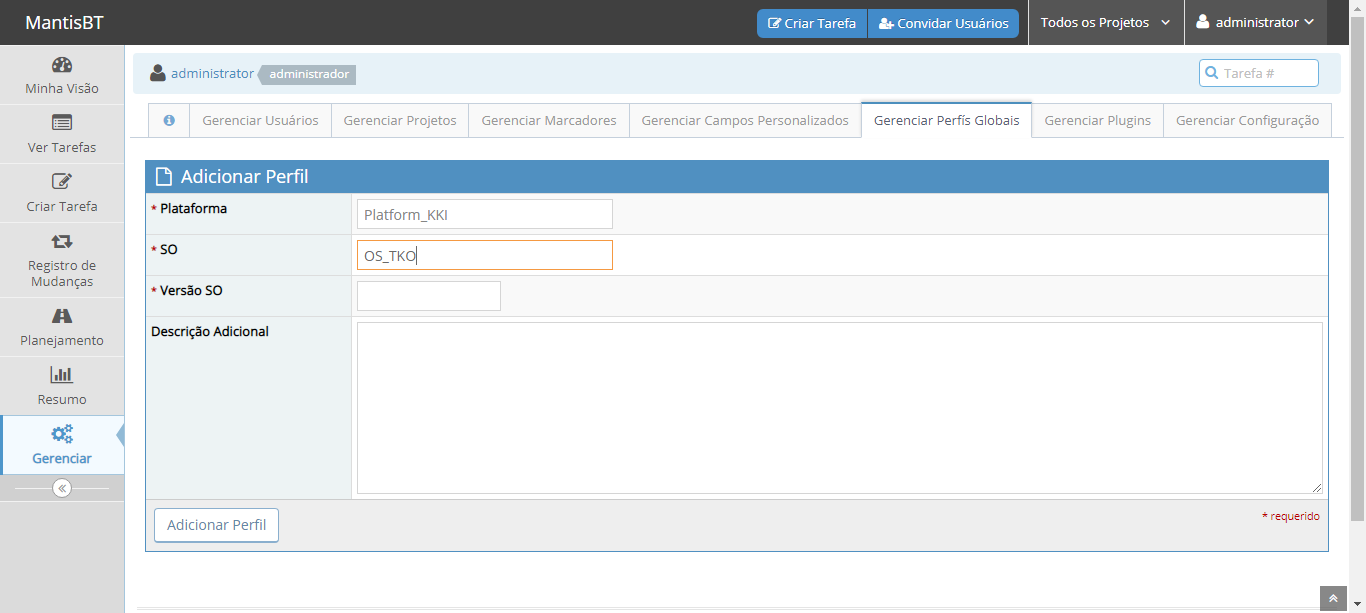 MantisBT
Criar Tarefa
Convidar Usuários
Todos os Projetos
administrator
Minha Visão
Ver Tarefas
Criar Tarefa
Registro de
Mudanças
Planejamento
Resumo
Gerenciar
administrator
administrador
Tarefa #
Gerenciar Usuários
Gerenciar Projetos
Gerenciar Marcadores
Gerenciar Campos Personalizados
Gerenciar Perfís Globais
Gerenciar Plugins
Gerenciar Configuração
Adicionar Perfil
* Plataforma
Platform_KKI
* SO
OS_TKO
* Versão SO
Descrição Adicional
Adicionar Perfil
* requerido